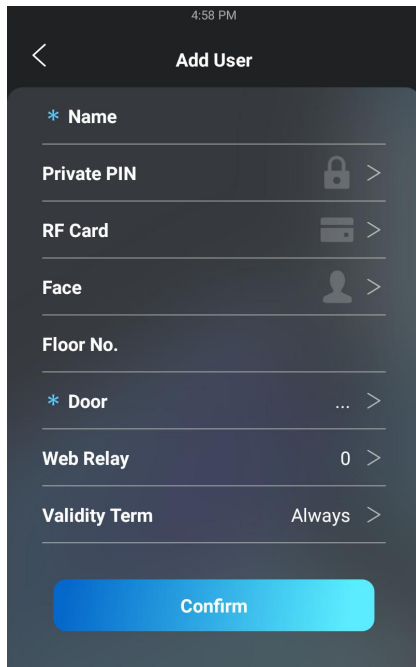 4:58 PM
Add User
* Name
Private PIN
RF Card
Face
Floor No.
* Door ...
Web Relay 0
Validity Term Always
Confirm